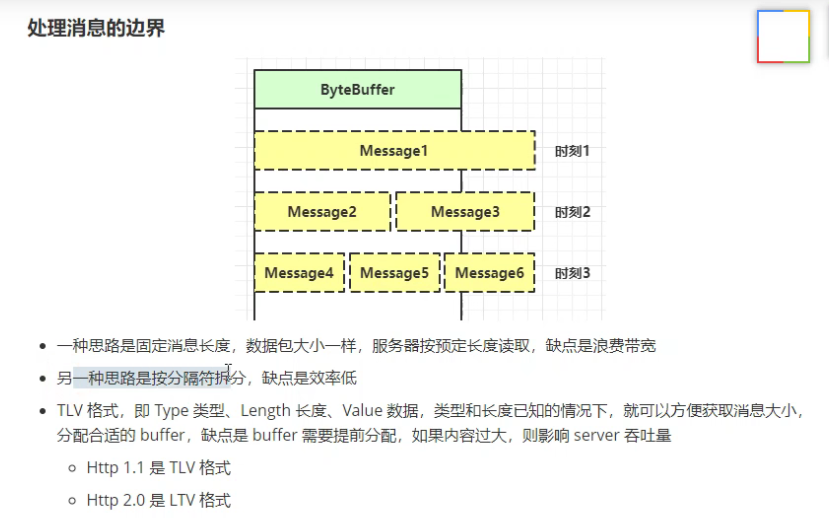 处理消息的边界
ByteBuffer
Message1 时刻1
Message2 Message3 时刻2
Message4 Message5 Message6 时刻3
一种思路是固定消息长度，数据包大小一样，服务器按预定长度读取，缺点是浪费带宽
另一种思路是按分隔符拆分，缺点是效率低
TLV 格式，即 Type 类型、Length 长度、Value 数据，类型和长度已知的情况下，就可以方便获取消息大小，
分配合适的 buffer，缺点是 buffer 需要提前分配，如果内容过大，则影响 server 吞吐量
Http 1.1 是 TLV 格式
Http 2.0 是 LTV 格式